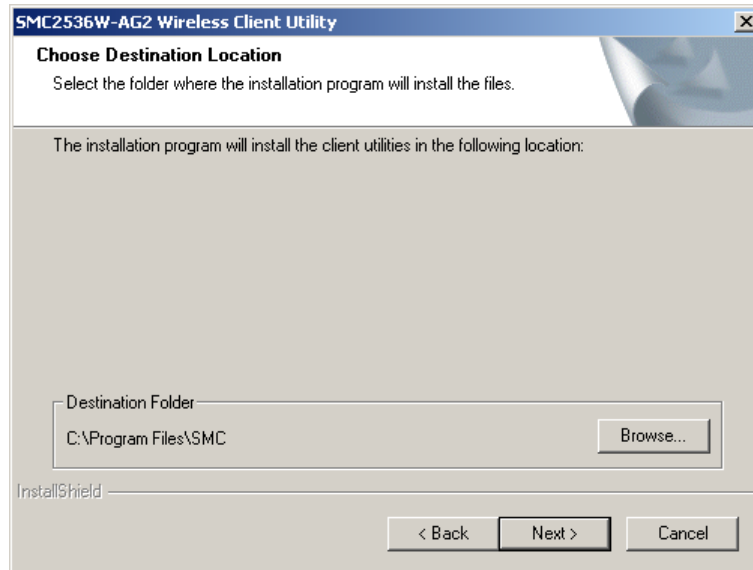 SMC2536W-AG2 Wireless Client Utility
Choose Destination Location
Select the folder where the installation program will install the files.
The installation program will install the client utilities in the following location:
Destination Folder
C:\Program Files\SMC
Browse...
InstallShield
< Back
Next >
Cancel